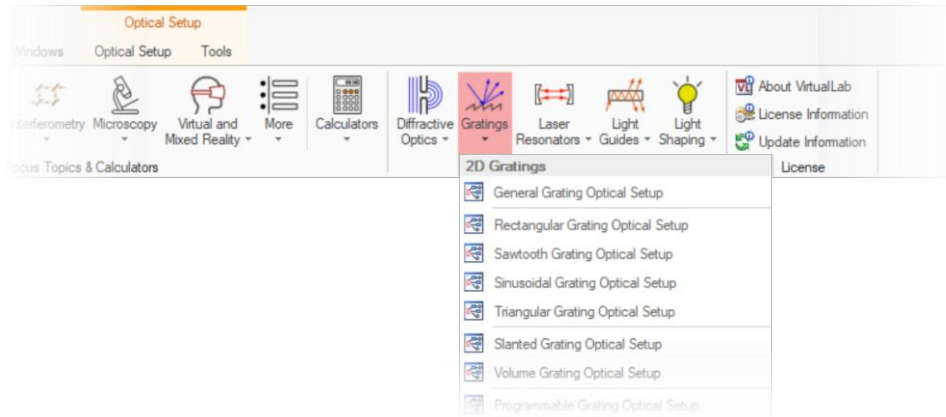 Optical Setup
Windows Optical Setup Tools
Interferometry Microscopy Virtual and Mixed Reality More Calculators Diffractive Optics Gratings Laser Resonators Light Guides Light Shaping
About VirtualLab
License Information
Update Information
Focus Topics & Calculators License
2D Gratings
General Grating Optical Setup
Rectangular Grating Optical Setup
Sawtooth Grating Optical Setup
Sinusoidal Grating Optical Setup
Triangular Grating Optical Setup
Slanted Grating Optical Setup
Volume Grating Optical Setup
Programmable Grating Optical Setup